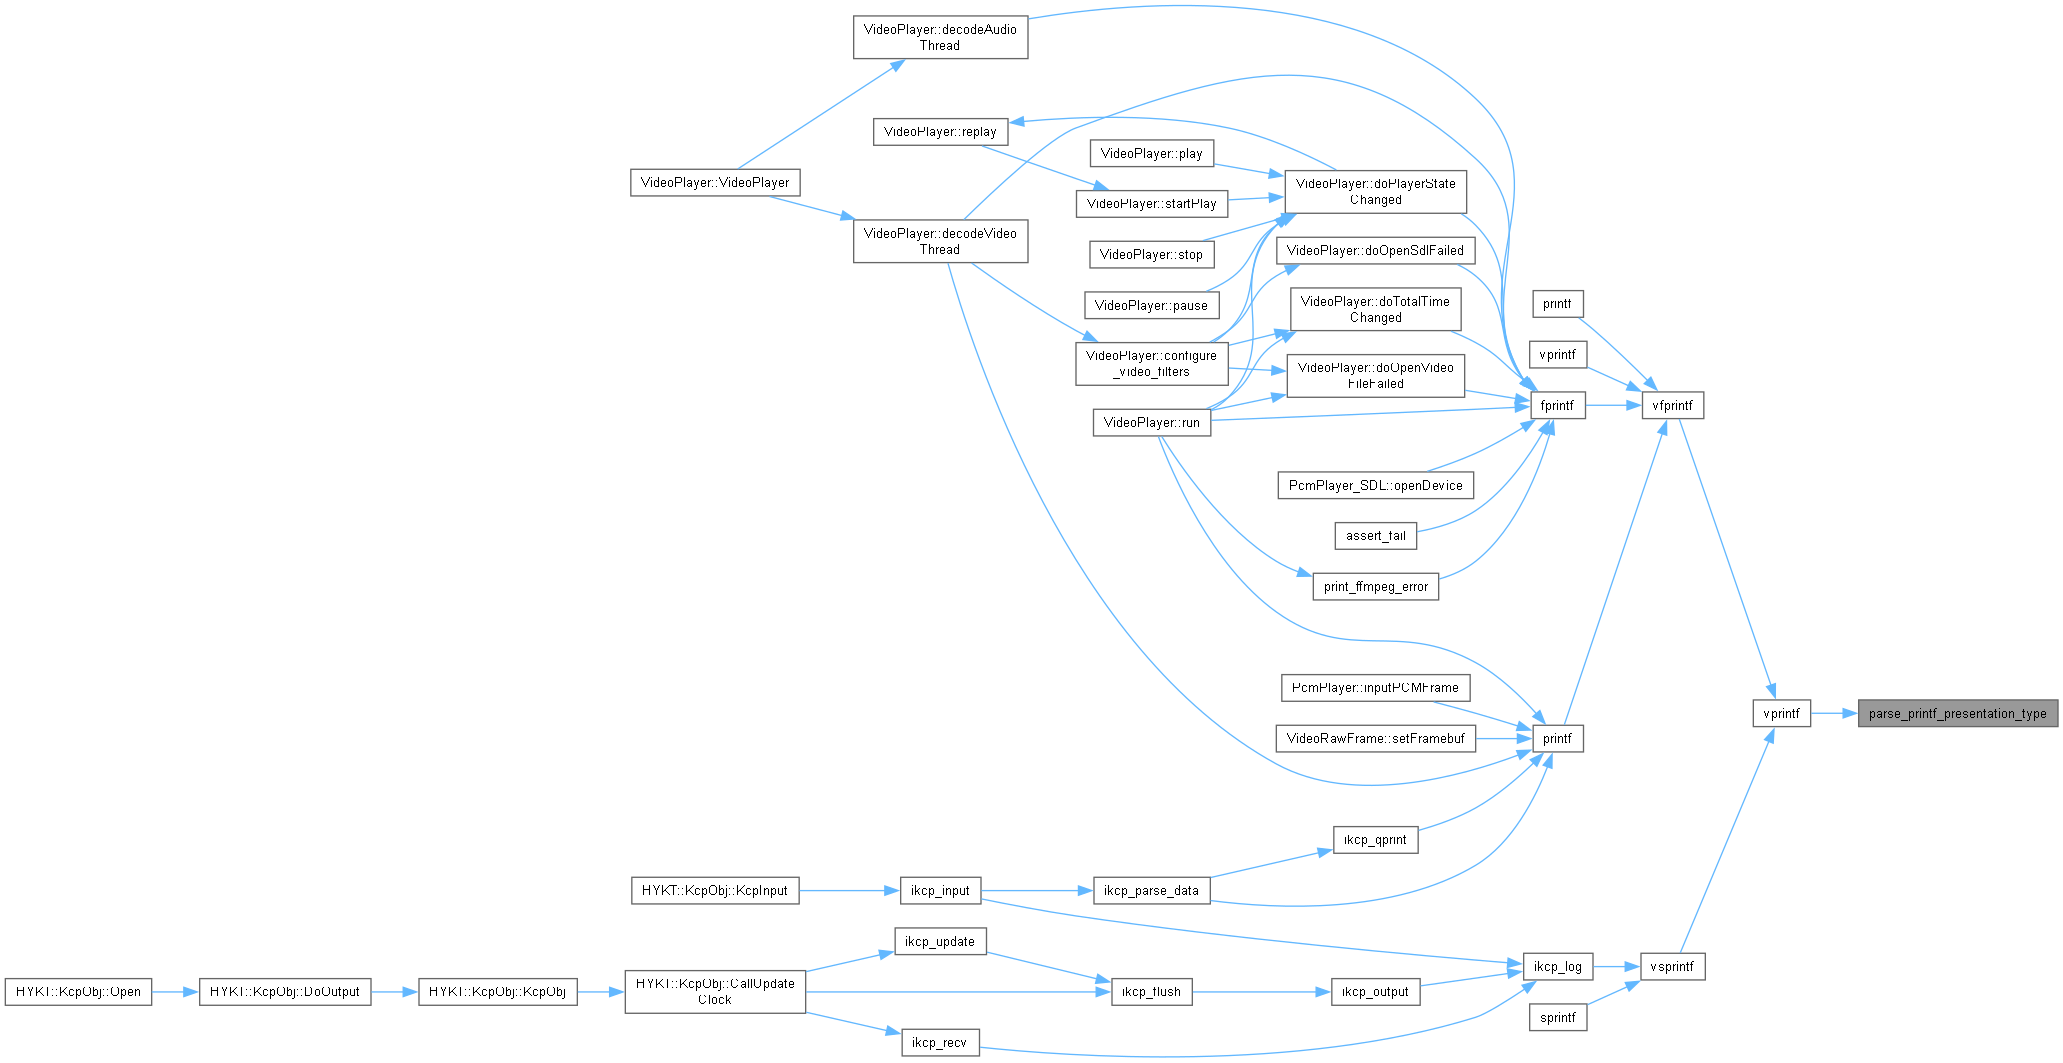 VideoPlayer::decodeAudio
Thread
VideoPlayer::replay
VideoPlayer::play
VideoPlayer::VideoPlayer
VideoPlayer::doPlayerState
Changed
VideoPlayer::startPlay
VideoPlayer::decodeVideo
Thread
VideoPlayer::stop
VideoPlayer::doOpenSdlFailed
VideoPlayer::pause
VideoPlayer::doTotalTime
Changed
printf
VideoPlayer::configure
_video_filters
vprintf
VideoPlayer::doOpenVideo
FileFailed
fprintf
vfprintf
VideoPlayer::run
PcmPlayer_SDL::openDevice
assert_fail
print_ffmpeg_error
PcmPlayer::inputPCMFrame
vprintf
parse_printf_presentation_type
VideoRawFrame::setFramebuf
printf
ikcp_qprint
HYKT::KcpObj::KcpInput
ikcp_input
ikcp_parse_data
ikcp_update
ikcp_log
vsprintf
HYKT::KcpObj::Open
HYKT::KcpObj::DoOutput
HYKT::KcpObj::KcpObj
HYKT::KcpObj::CallUpdate
Clock
ikcp_flush
ikcp_output
sprintf
ikcp_recv